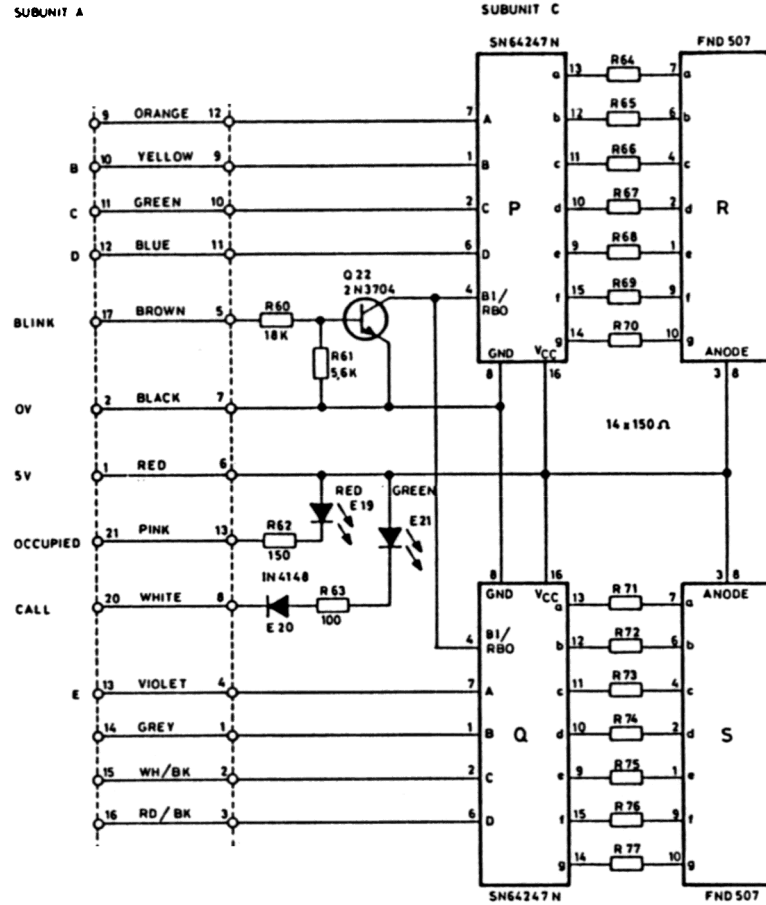 SUBUNIT A
SUBUNIT C
SN64247N
FND 507
13 R64 7
a a
9 ORANGE 12
7 A
b 12 R65 6 b
B 10 YELLOW 9
1 B
c 11 R66 4 c
C 11 GREEN 10
2 C
P
d 10 R67 2 d
R
D 12 BLUE 11
6 D
e 9 R68 1 e
Q22
2N3704
4 BI/
RBO
f 15 R69 9 f
BLINK 17 BROWN 5
R60
18K
g 14 R70 10 g
R61
5,6K
GND VCC
8 16
ANODE
3 8
0V 2 BLACK 7
14 x 150 Ω
5V 1 RED 6
RED GREEN
E19
E21
OCCUPIED 21 PINK 13
R62
150
IN4148
8 16
3 8
GND VCC
ANODE
CALL 20 WHITE 8
E20
R63
100
a 13 R71 7 a
4 BI/
RBO
b 12 R72 6 b
E 13 VIOLET 4
7 A
c 11 R73 4 c
14 GREY 1
1 B
Q
d 10 R74 2 d
S
15 WH/BK 2
2 C
e 9 R75 1 e
16 RD/BK 3
6 D
f 15 R76 9 f
g 14 R77 10 g
SN64247N
FND 507